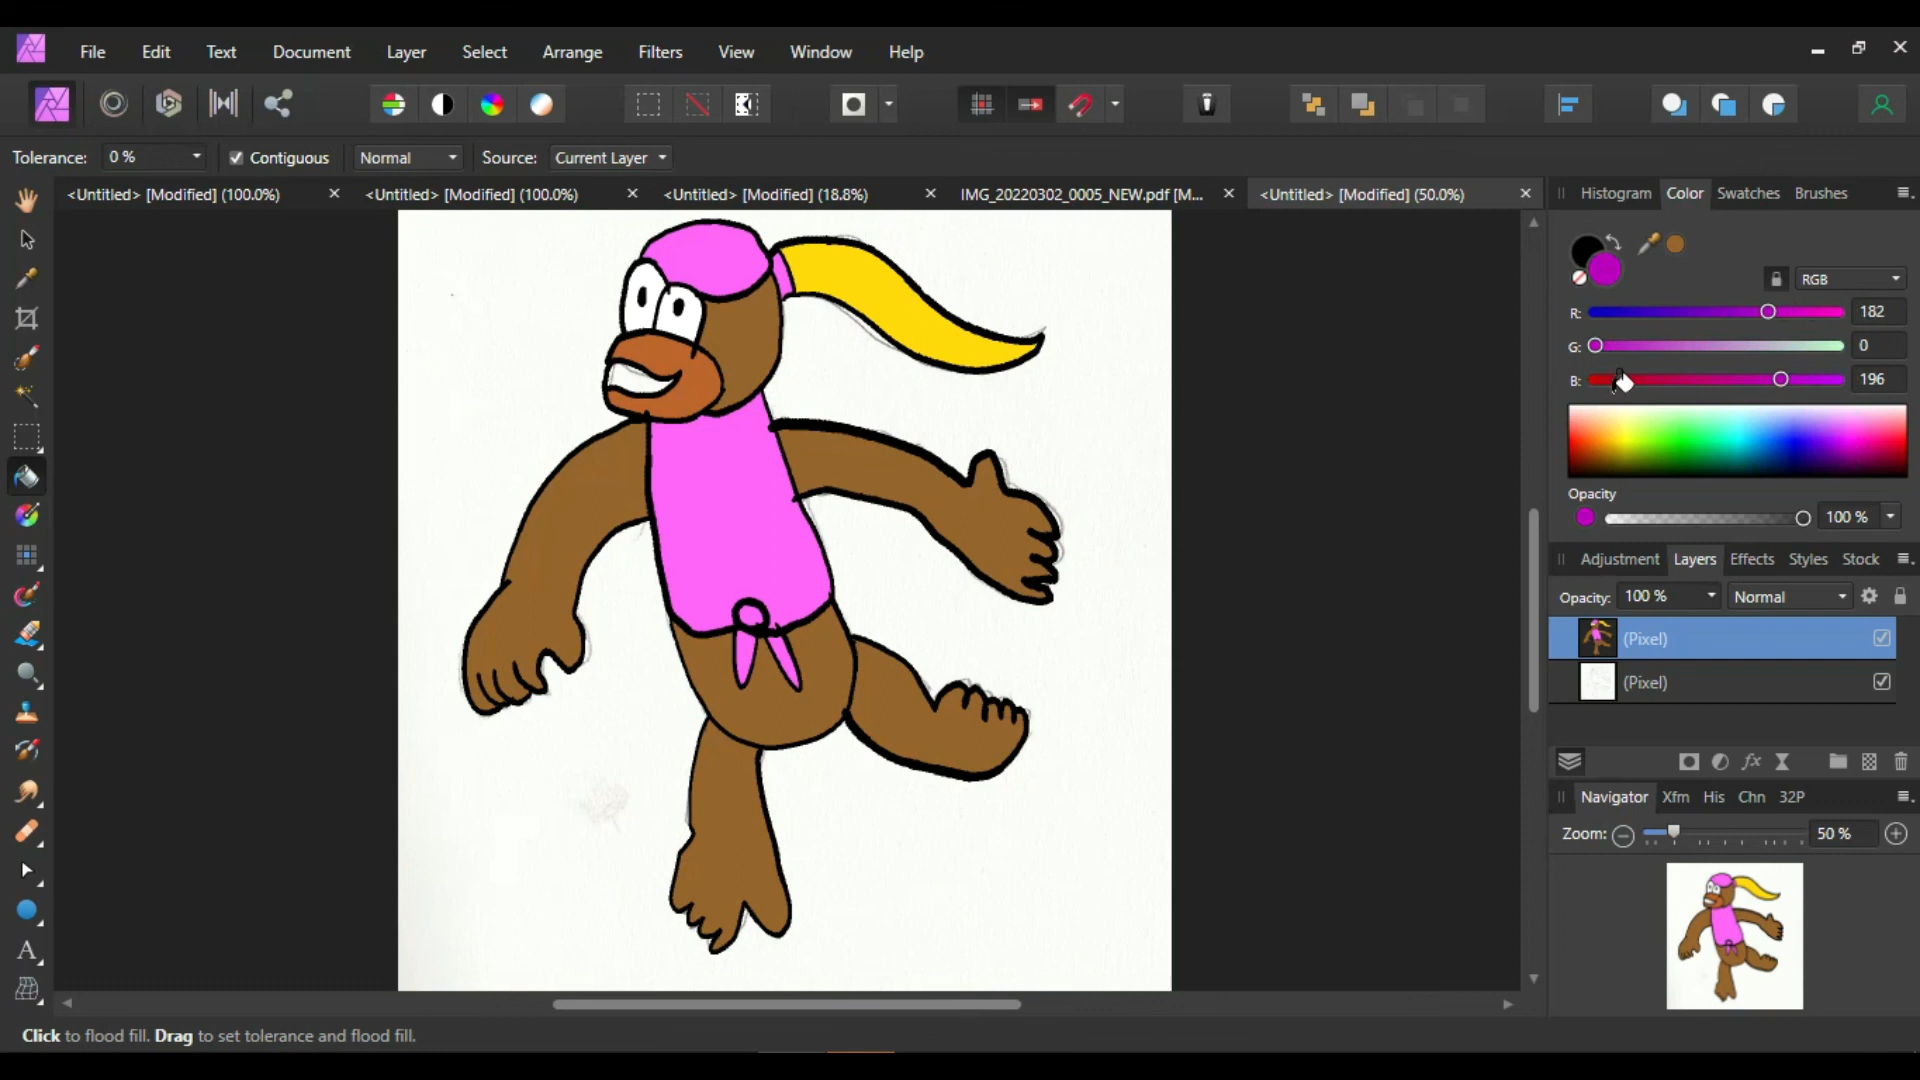 File Edit Text Document Layer Select Arrange Filters View Window Help
Tolerance: 0 % Contiguous Normal Source: Current Layer
<Untitled> [Modified] (100.0%) <Untitled> [Modified] (100.0%) <Untitled> [Modified] (18.8%) IMG_20220302_0005_NEW.pdf [M... <Untitled> [Modified] (50.0%)
Histogram Color Swatches Brushes
RGB
R: 182
G: 0
B: 196
Opacity
100 %
Adjustment Layers Effects Styles Stock
Opacity: 100 % Normal
(Pixel)
(Pixel)
fx
Navigator Xfm His Chn 32P
Zoom: 50 %
A
Click to flood fill. Drag to set tolerance and flood fill.